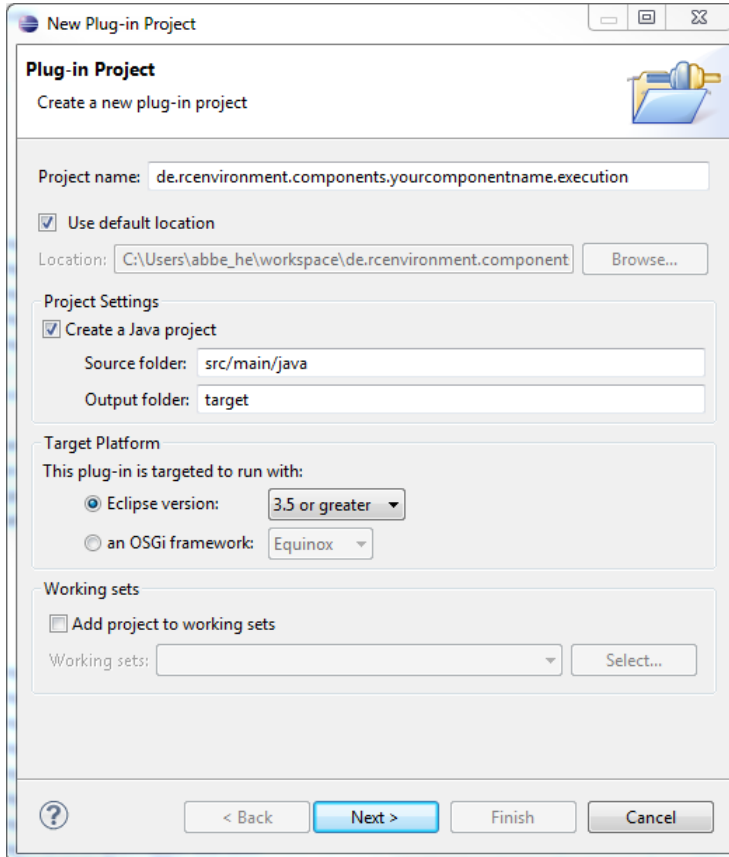 New Plug-in Project
Plug-in Project
Create a new plug-in project
Project name: de.rcenvironment.components.yourcomponentname.execution
Use default location
Location: C:\Users\abbe_he\workspace\de.rcenvironment.component Browse...
Project Settings
Create a Java project
Source folder: src/main/java
Output folder: target
Target Platform
This plug-in is targeted to run with:
Eclipse version: 3.5 or greater
an OSGi framework: Equinox
Working sets
Add project to working sets
Working sets: Select...
? < Back Next > Finish Cancel